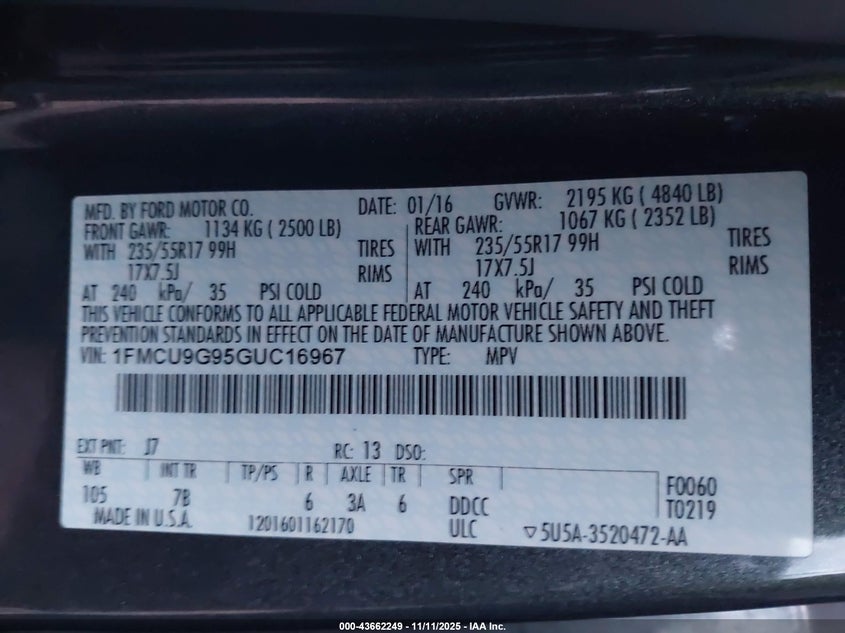 MFD. BY FORD MOTOR CO. DATE: 01/16 GVWR: 2195 KG ( 4840 LB)
FRONT GAWR: 1134 KG ( 2500 LB) REAR GAWR: 1067 KG ( 2352 LB)
WITH 235/55R17 99H TIRES WITH 235/55R17 99H TIRES
17X7.5J RIMS 17X7.5J RIMS
AT 240 kPa/ 35 PSI COLD AT 240 kPa/ 35 PSI COLD
THIS VEHICLE CONFORMS TO ALL APPLICABLE FEDERAL MOTOR VEHICLE SAFETY AND THEFT
PREVENTION STANDARDS IN EFFECT ON THE DATE OF MANUFACTURE SHOWN ABOVE.
VIN: 1FMCU9G95GUC16967 TYPE: MPV
EXT PNT: J7 RC: 13 DSO:
WB INT TR TP/PS R AXLE TR SPR F0060
105 7B 6 3A 6 DDCC T0219
MADE IN U.S.A. 1201601162170 ULC ▽5U5A-3520472-AA
000-43662249 - 11/11/2025 - IAA Inc.